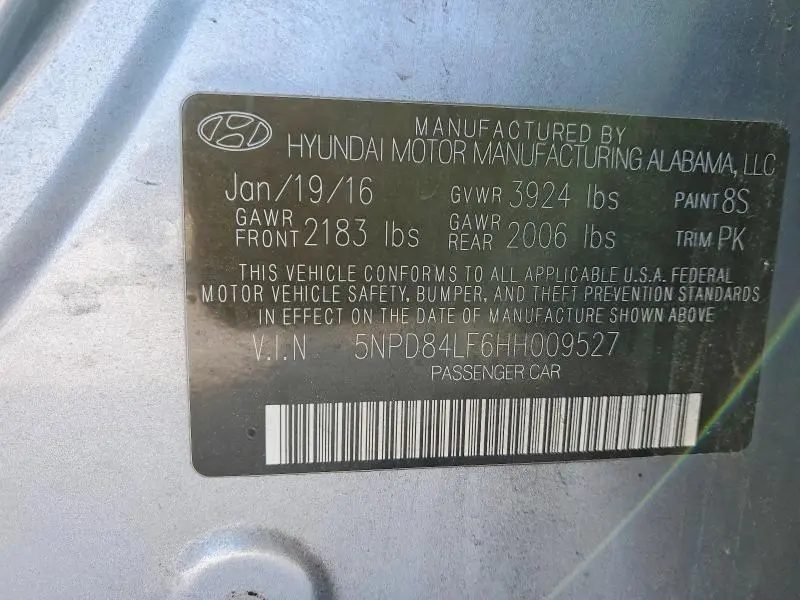 MANUFACTURED BY
HYUNDAI MOTOR MANUFACTURING ALABAMA, LLC
Jan/19/16 GVWR 3924 lbs PAINT 8S
GAWR FRONT 2183 lbs GAWR REAR 2006 lbs TRIM PK
THIS VEHICLE CONFORMS TO ALL APPLICABLE U.S.A. FEDERAL
MOTOR VEHICLE SAFETY, BUMPER, AND THEFT PREVENTION STANDARDS
IN EFFECT ON THE DATE OF MANUFACTURE SHOWN ABOVE
V.I.N 5NPD84LF6HH009527
PASSENGER CAR